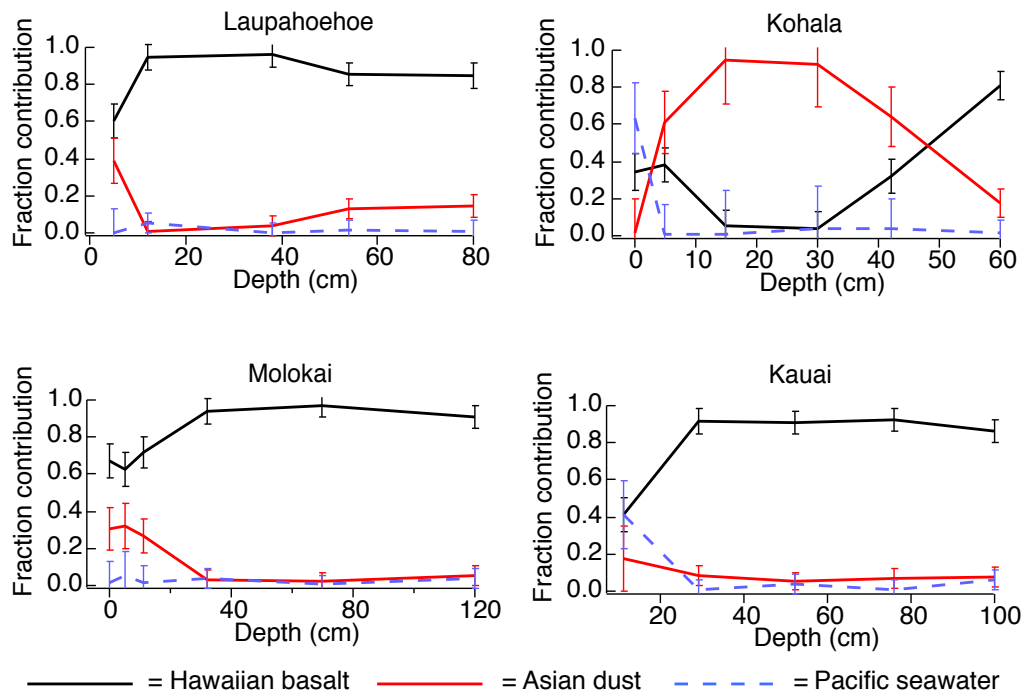 Laupahoehoe
Fraction contribution
1.0
0.8
0.6
0.4
0.2
0.0
0 20 40 60 80
Depth (cm)
Kohala
Fraction contribution
1.0
0.8
0.6
0.4
0.2
0.0
0 10 20 30 40 50 60
Depth (cm)
Molokai
Fraction contribution
1.0
0.8
0.6
0.4
0.2
0.0
0 40 80 120
Depth (cm)
Kauai
Fraction contribution
1.0
0.8
0.6
0.4
0.2
0.0
20 40 60 80 100
Depth (cm)
= Hawaiian basalt = Asian dust = Pacific seawater